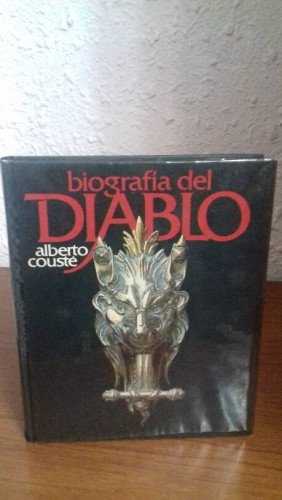 biografía del
DIABLO
alberto
cousté